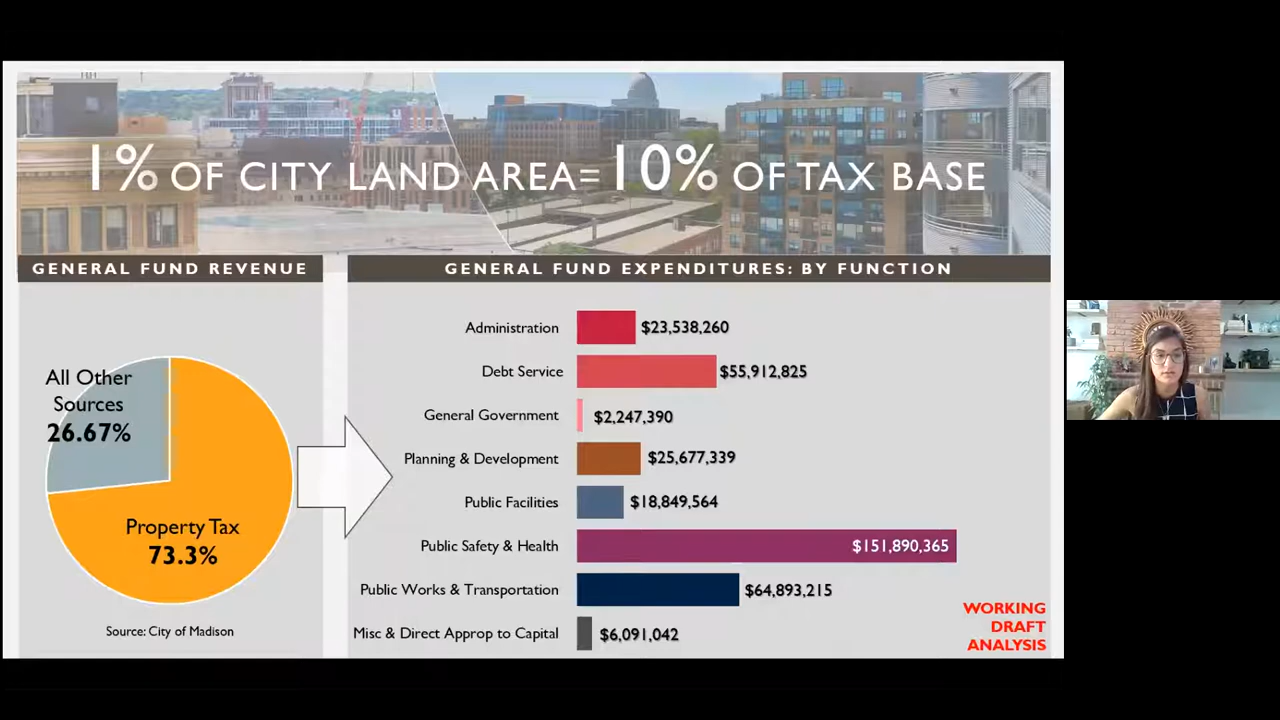 1% OF CITY LAND AREA=10% OF TAX BASE
GENERAL FUND REVENUE
All Other
Sources
26.67%
Property Tax
73.3%
Source: City of Madison
GENERAL FUND EXPENDITURES: BY FUNCTION
Administration $23,538,260
Debt Service $55,912,825
General Government $2,247,390
Planning & Development $25,677,339
Public Facilities $18,849,564
Public Safety & Health $151,890,365
Public Works & Transportation $64,893,215
Misc & Direct Approp to Capital $6,091,042
WORKING
DRAFT
ANALYSIS